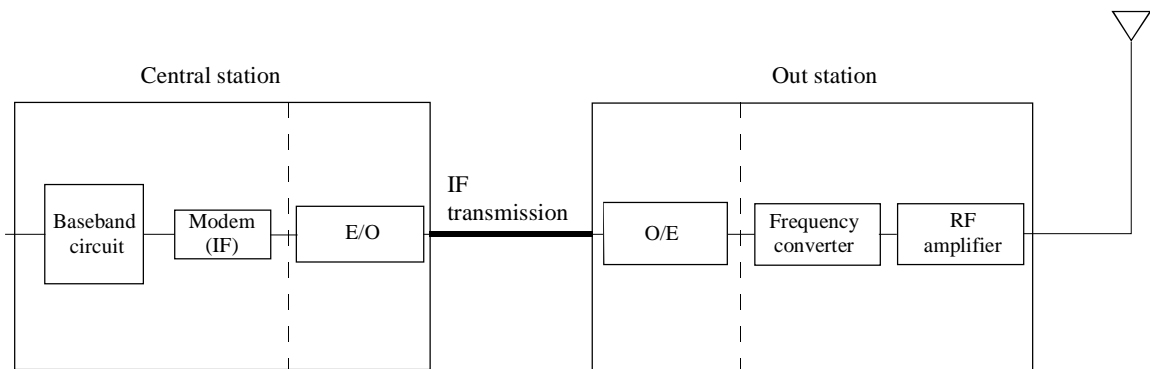 Central station
Out station
IF
transmission
Baseband
circuit
Modem
(IF)
E/O
O/E
Frequency
converter
RF
amplifier